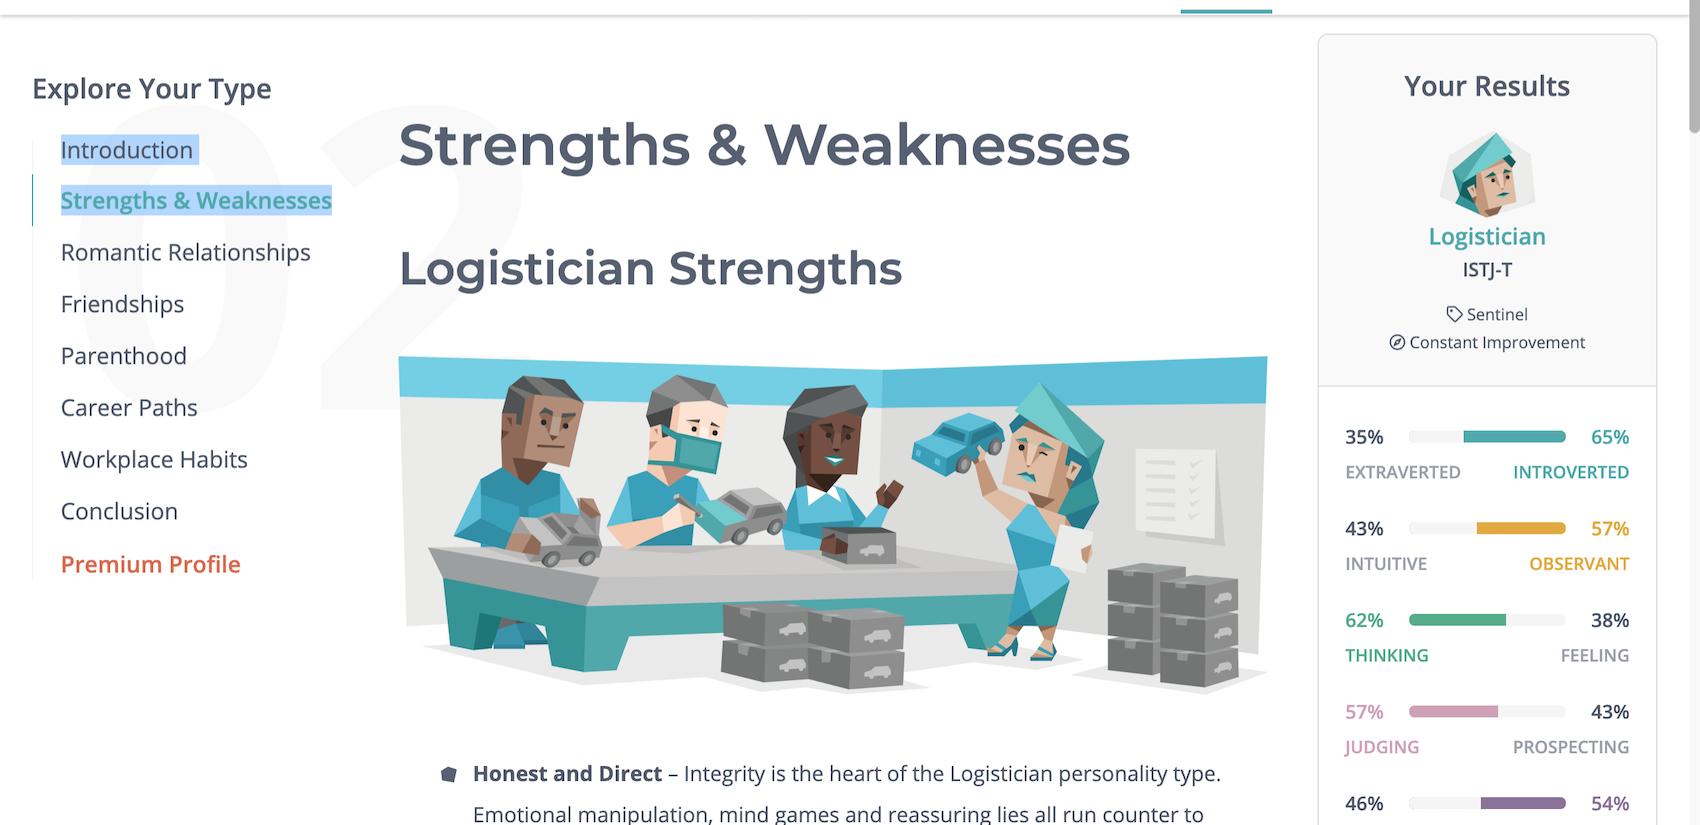 Explore Your Type
Introduction
Strengths & Weaknesses
Romantic Relationships
Friendships
Parenthood
Career Paths
Workplace Habits
Conclusion
Premium Profile
02
Strengths & Weaknesses
Logistician Strengths
Honest and Direct – Integrity is the heart of the Logistician personality type.
Emotional manipulation, mind games and reassuring lies all run counter to
Your Results
Logistician
ISTJ-T
Sentinel
Constant Improvement
35% 65%
EXTRAVERTED INTROVERTED
43% 57%
INTUITIVE OBSERVANT
62% 38%
THINKING FEELING
57% 43%
JUDGING PROSPECTING
46% 54%